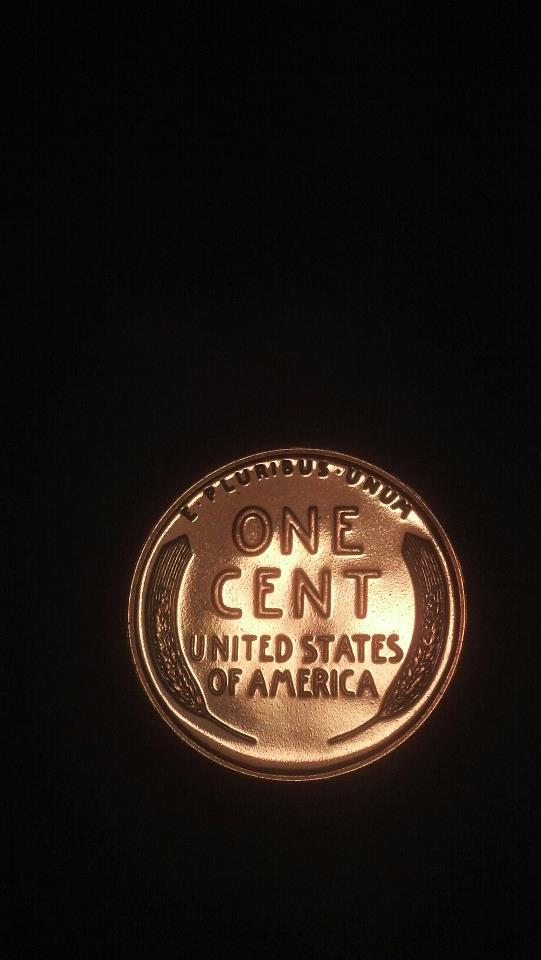 E·PLURIBUS·UNUM
ONE
CENT
UNITED STATES
OF AMERICA